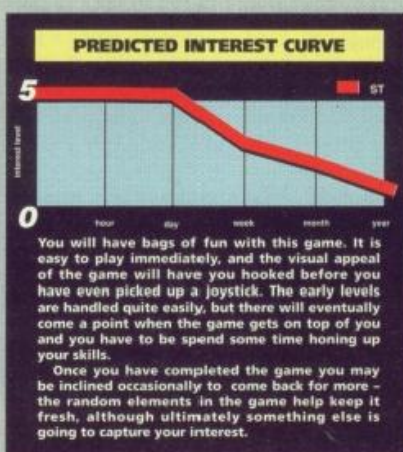 PREDICTED INTEREST CURVE
5
ST
Interest level
0
hour day week month year
You will have bags of fun with this game. It is
easy to play immediately, and the visual appeal
of the game will have you hooked before you
have even picked up a joystick. The early levels
are handled quite easily, but there will eventually
come a point when the game gets on top of you
and you have to be spend some time honing up
your skills.
Once you have completed the game you may
be inclined occasionally to come back for more –
the random elements in the game help keep it
fresh, although ultimately something else is
going to capture your interest.